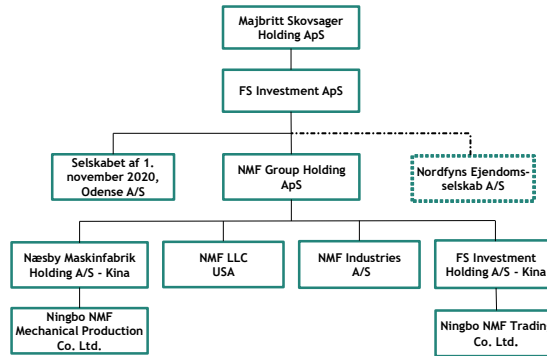 Majbritt Skovsager
Holding ApS
FS Investment ApS
Selskabet af 1.
november 2020,
Odense A/S
NMF Group Holding
ApS
Nordfyns Ejendoms-
selskab A/S
Næsby Maskinfabrik
Holding A/S - Kina
NMF LLC
USA
NMF Industries
A/S
FS Investment
Holding A/S - Kina
Ningbo NMF
Mechanical Production
Co. Ltd.
Ningbo NMF Trading
Co. Ltd.